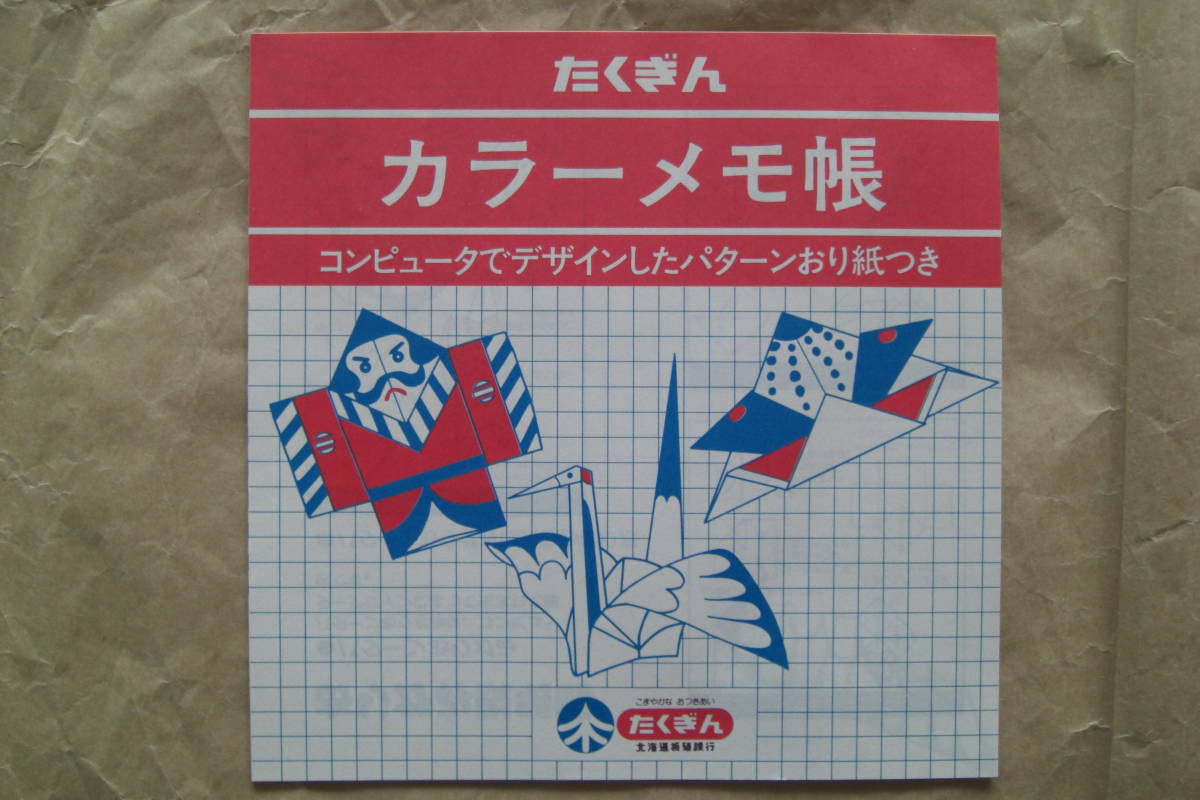 たくぎん
カラーメモ帳
コンピュータでデザインしたパターンおり紙つき
こまやかな おつきあい
たくぎん
北海道拓殖銀行